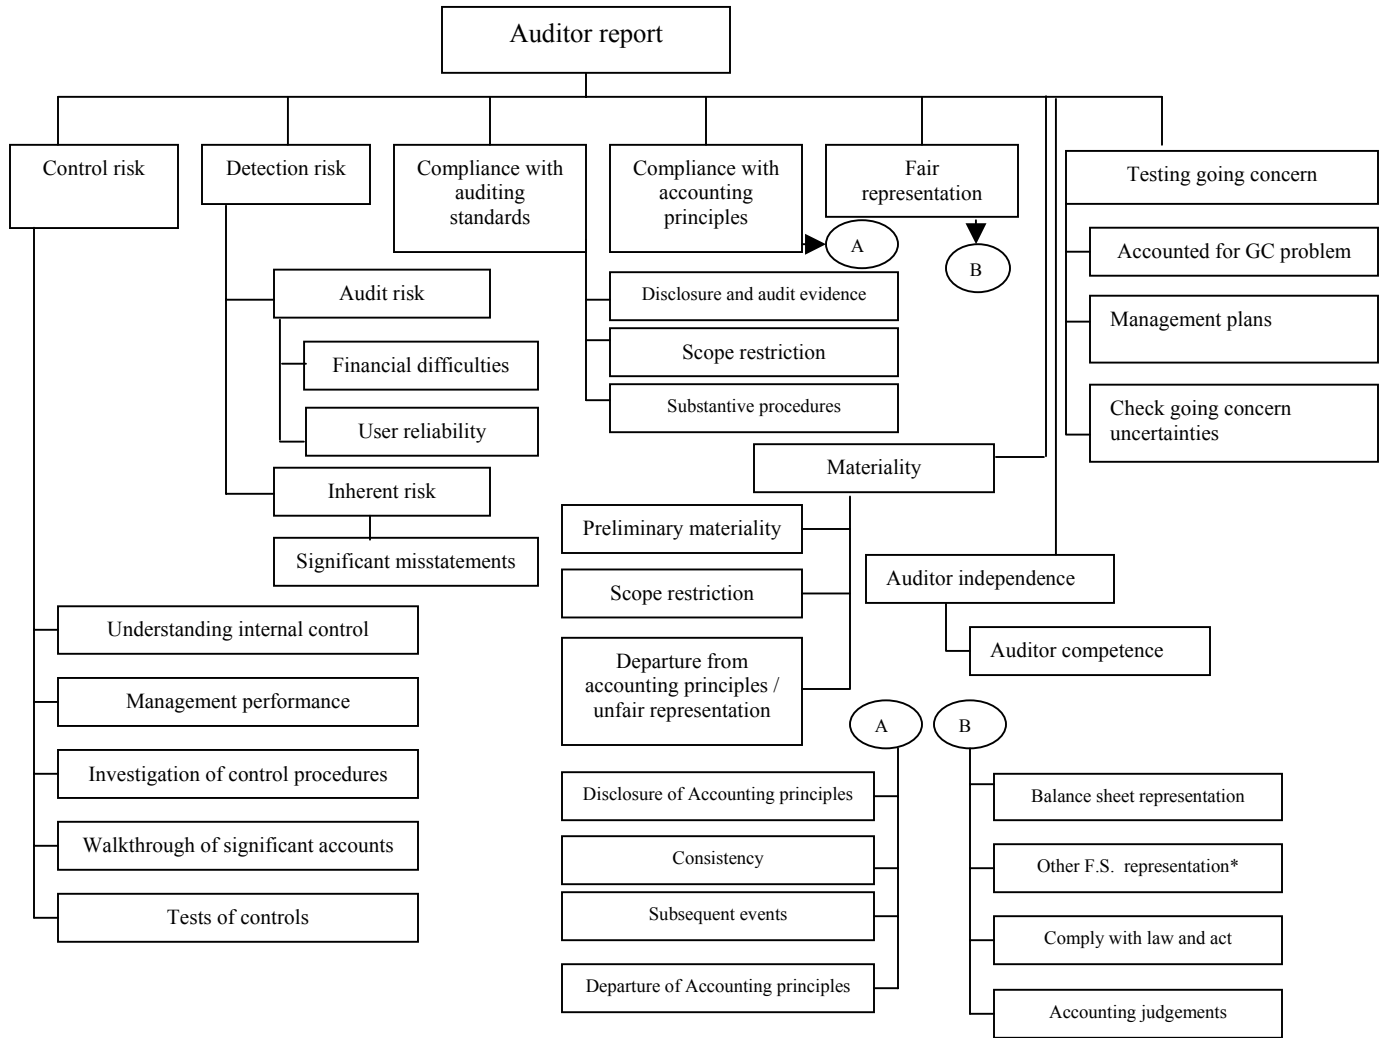 Auditor report
Control risk
Detection risk
Compliance with
auditing
standards
Compliance with
accounting
principles
Fair
representation
Testing going concern
A
B
Accounted for GC problem
Management plans
Check going concern
uncertainties
Audit risk
Financial difficulties
User reliability
Inherent risk
Significant misstatements
Disclosure and audit evidence
Scope restriction
Substantive procedures
Materiality
Preliminary materiality
Scope restriction
Departure from
accounting principles /
unfair representation
Auditor independence
Auditor competence
Understanding internal control
Management performance
Investigation of control procedures
Walkthrough of significant accounts
Tests of controls
A
B
Disclosure of Accounting principles
Consistency
Subsequent events
Departure of Accounting principles
Balance sheet representation
Other F.S. representation*
Comply with law and act
Accounting judgements